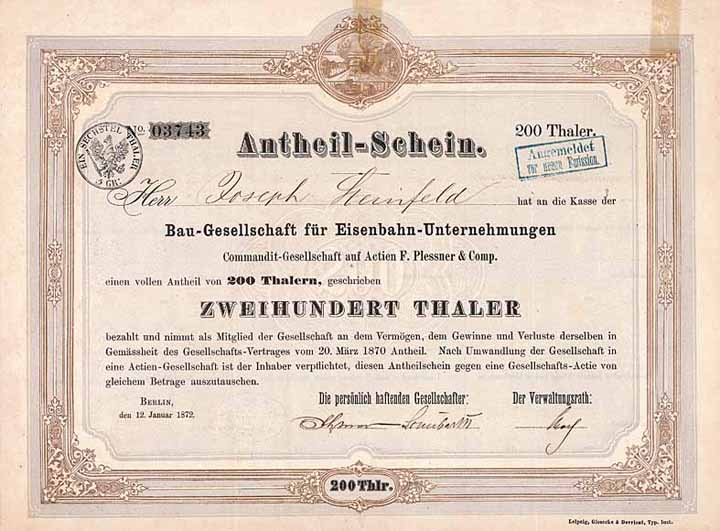 No. 03743
EIN SECHSTEL THALER
5 GR.
Antheil-Schein.
200 Thaler.
Angemeldet
zur neuen Emission.
Herr Joseph Steinfeld hat an die Kasse der
Bau-Gesellschaft für Eisenbahn-Unternehmungen
Commandit-Gesellschaft auf Actien F. Plessner & Comp.
einen vollen Antheil von 200 Thalern, geschrieben
ZWEIHUNDERT THALER
bezahlt und nimmt als Mitglied der Gesellschaft an dem Vermögen, dem Gewinne und Verluste derselben in
Gemässheit des Gesellschafts-Vertrages vom 20. März 1870 Antheil. Nach Umwandlung der Gesellschaft in
eine Actien-Gesellschaft ist der Inhaber verpflichtet, diesen Antheilschein gegen eine Gesellschafts-Actie von
gleichem Betrage auszutauschen.
BERLIN,
den 12. Januar 1872.
Die persönlich haftenden Gesellschafter:
Der Verwaltungsrath:
200 Thlr.
Leipzig, Giesecke & Devrient, Typ. Inst.